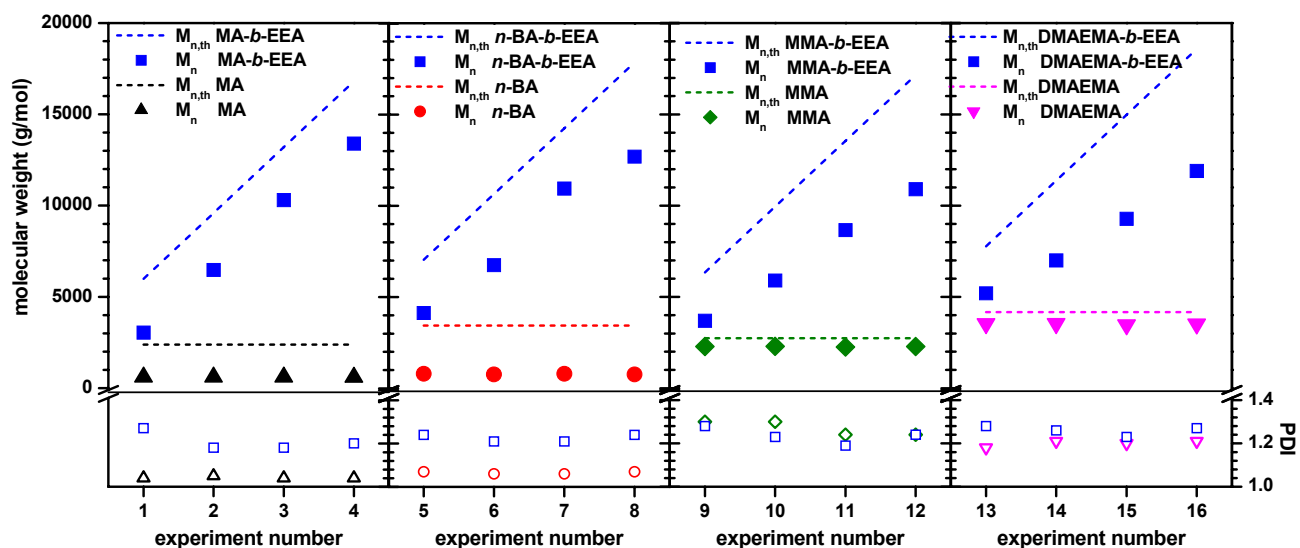 20000
15000
10000
5000
0
molecular weight (g/mol)
Mn,th MA-b-EEA
Mn MA-b-EEA
Mn,th MA
Mn MA
Mn,th n-BA-b-EEA
Mn n-BA-b-EEA
Mn,th n-BA
Mn n-BA
Mn,th MMA-b-EEA
Mn MMA-b-EEA
Mn,th MMA
Mn MMA
Mn,th DMAEMA-b-EEA
Mn DMAEMA-b-EEA
Mn,th DMAEMA
Mn DMAEMA
1.4
1.2
1.0
PDI
1 2 3 4 5 6 7 8 9 10 11 12 13 14 15 16
experiment number experiment number experiment number experiment number